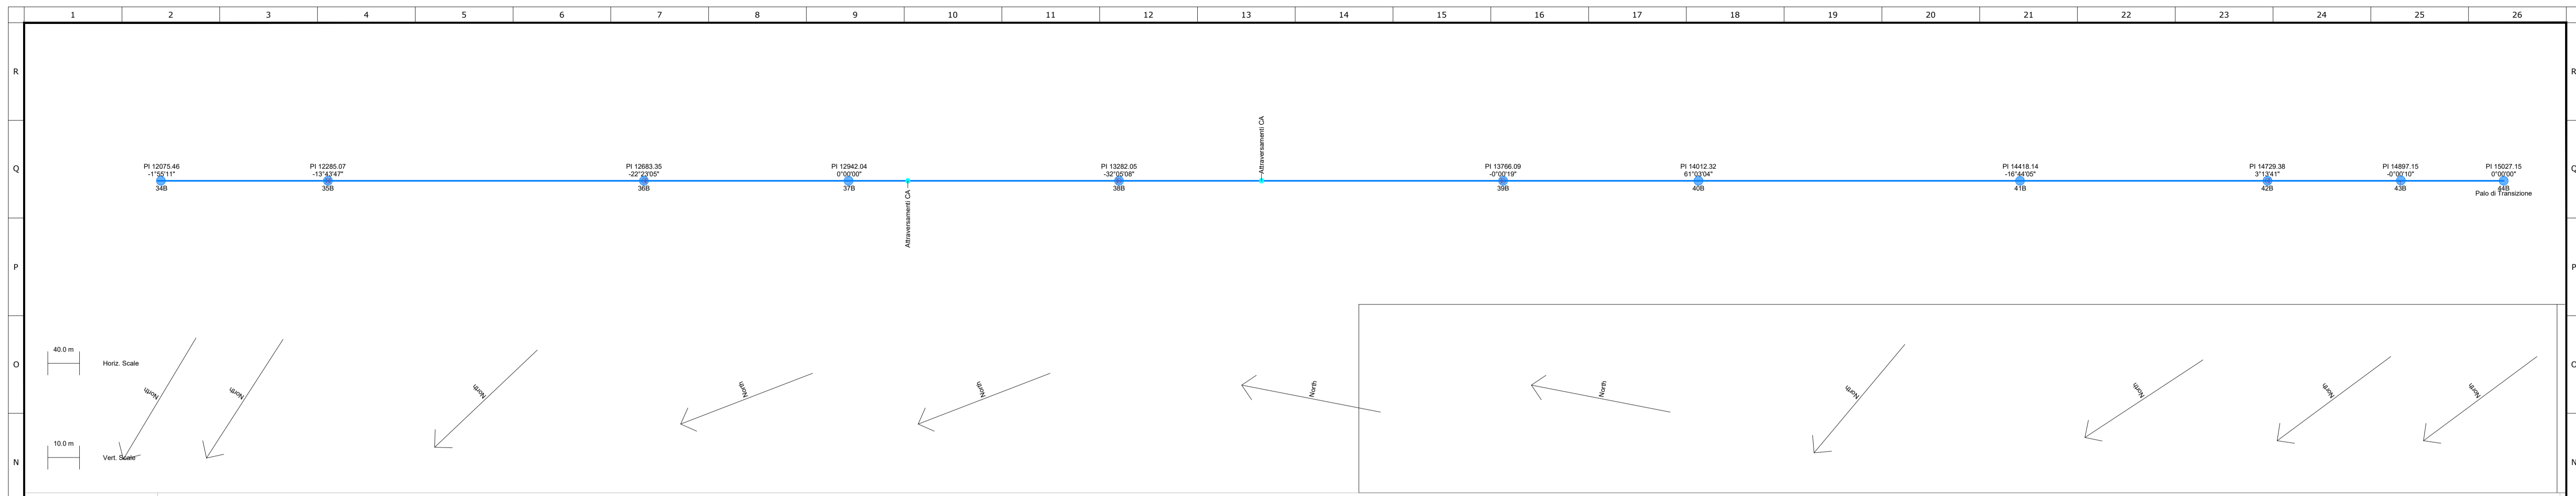 1 2 3 4 5 6 7 8 9 10 11 12 13 14 15 16 17 18 19 20 21 22 23 24 25 26
R R
Attraversamenti CA
Q Q
PI 12075.46
-1°55'11"
34B
PI 12285.07
-13°43'47"
35B
PI 12683.35
-22°23'05"
36B
PI 12942.04
0°00'00"
37B
Attraversamenti CA
PI 13282.05
-32°05'08"
38B
PI 13766.09
-0°00'19"
39B
PI 14012.32
61°03'04"
40B
PI 14418.14
-16°44'05"
41B
PI 14729.38
3°13'41"
42B
PI 14897.15
-0°00'10"
43B
PI 15027.15
0°00'00"
44B
Palo di Transizione
P P
40.0 m
Horiz. Scale
O O
North
North
North
North
North
North
North
North
North
North
North
10.0 m
Vert. Scale
N N